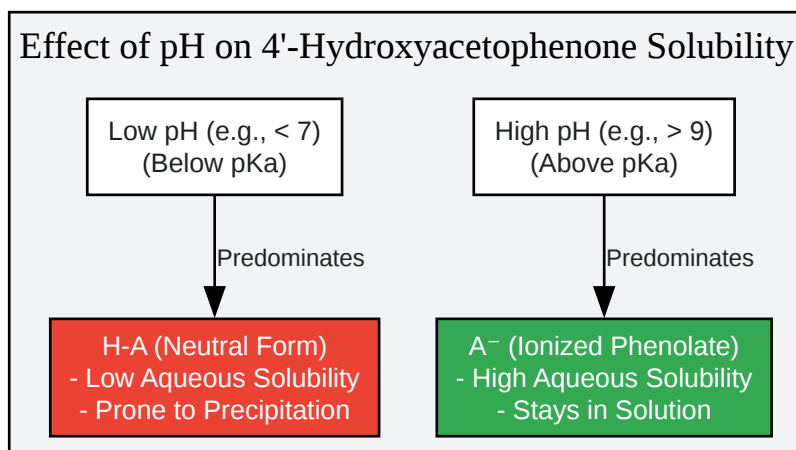 Effect of pH on 4'-Hydroxyacetophenone Solubility
Low pH (e.g., < 7)
(Below pKa)
High pH (e.g., > 9)
(Above pKa)
Predominates
Predominates
H-A (Neutral Form)
- Low Aqueous Solubility
- Prone to Precipitation
A⁻ (Ionized Phenolate)
- High Aqueous Solubility
- Stays in Solution